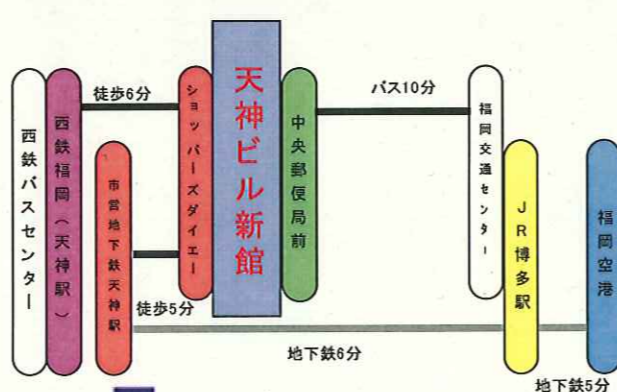 西鉄バスセンター
西鉄福岡(天神駅)
市営地下鉄天神駅
徒歩6分
徒歩5分
ショッパーズダイエー
天神ビル新館
中央郵便局前
バス10分
福岡交通センター
JR博多駅
福岡空港
地下鉄6分
地下鉄5分